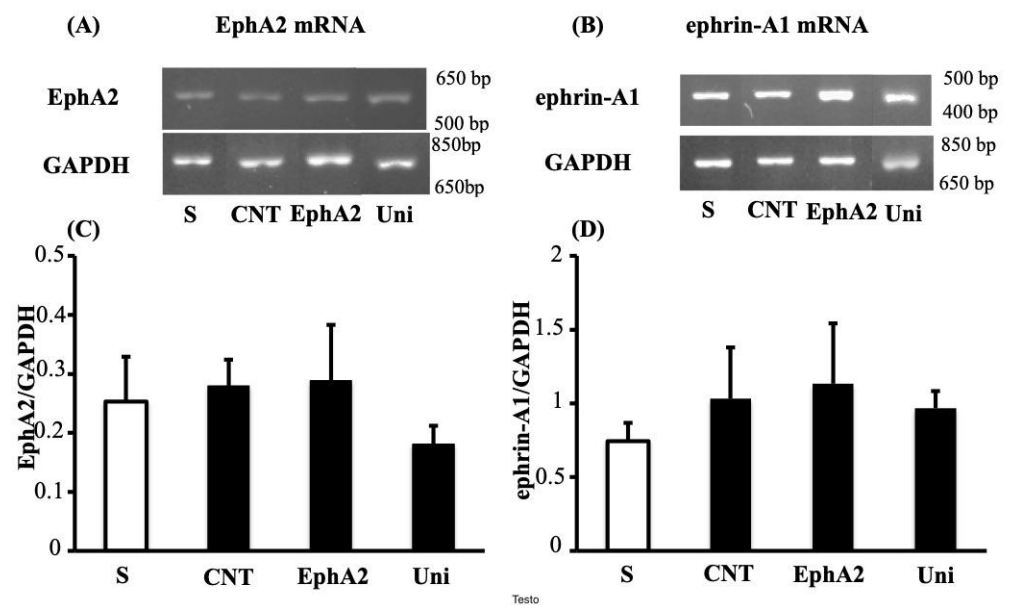 (A) EphA2 mRNA
EphA2
650 bp
500 bp
GAPDH
850bp
650bp
S CNT EphA2 Uni
(B) ephrin-A1 mRNA
ephrin-A1
500 bp
400 bp
GAPDH
850 bp
650 bp
S CNT EphA2 Uni
(C)
EphA2/GAPDH
0.5
0.4
0.3
0.2
0.1
0
S CNT EphA2 Uni
(D)
ephrin-A1/GAPDH
2
1.5
1
0.5
0
S CNT EphA2 Uni
Testo